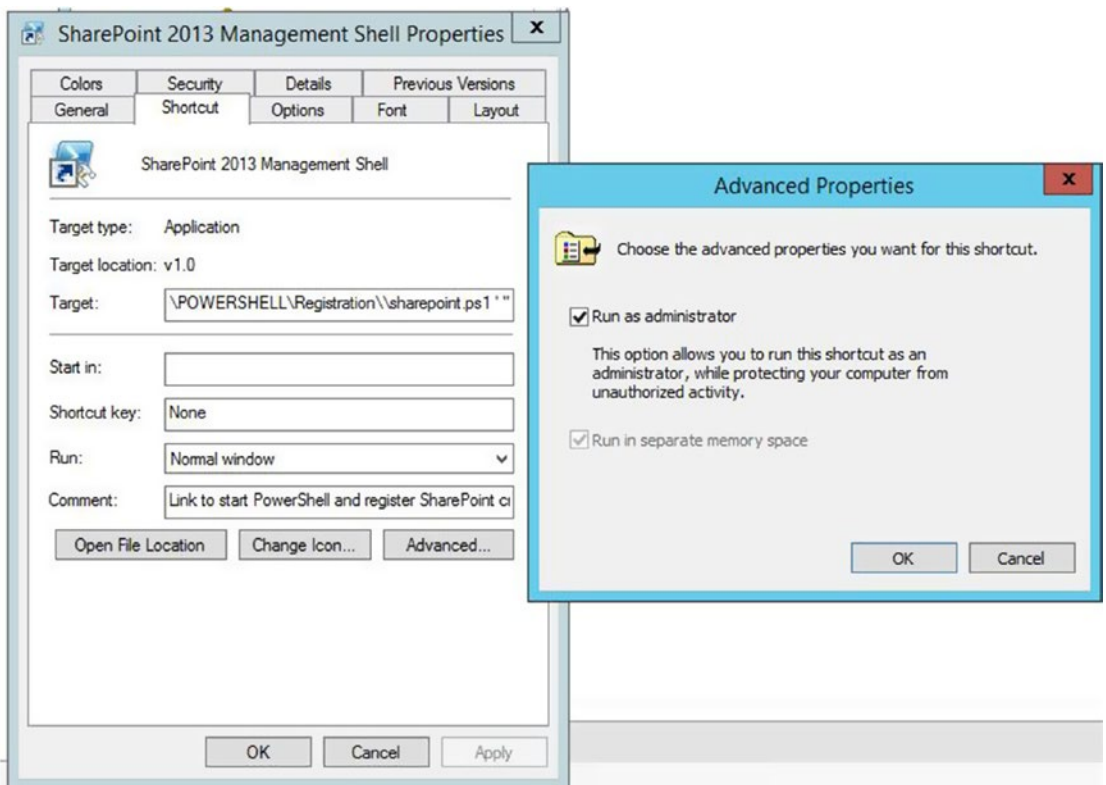 SharePoint 2013 Management Shell Properties x
Colors Security Details Previous Versions
General Shortcut Options Font Layout
SharePoint 2013 Management Shell
Target type: Application
Target location: v1.0
Target: \POWERSHELL\Registration\\sharepoint.ps1 ' "
Start in:
Shortcut key: None
Run: Normal window
Comment: Link to start PowerShell and register SharePoint
Open File Location Change Icon... Advanced...
OK Cancel Apply
Advanced Properties x
Choose the advanced properties you want for this shortcut.
Run as administrator
This option allows you to run this shortcut as an
administrator, while protecting your computer from
unauthorized activity.
Run in separate memory space
OK Cancel